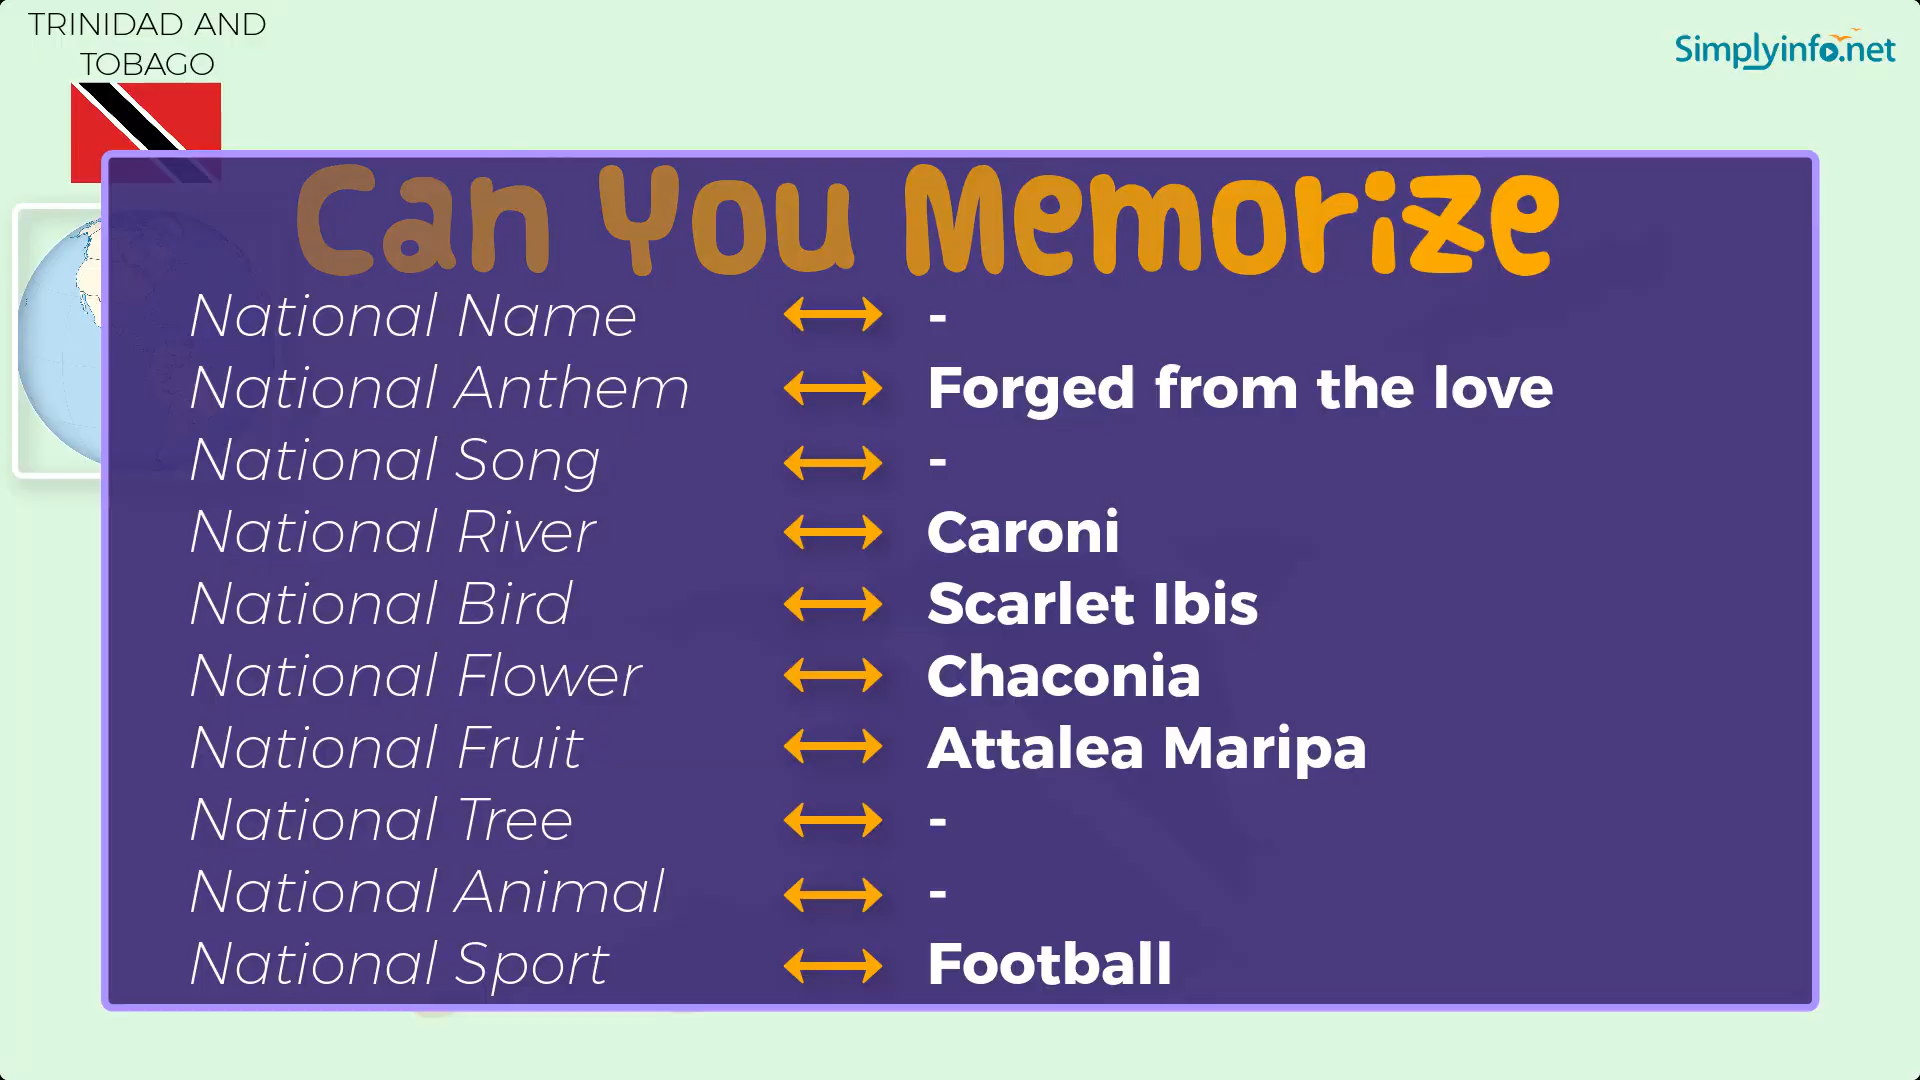 TRINIDAD AND
TOBAGO
Simplyinfo.net
Can You Memorize
National Name -
National Anthem Forged from the love
National Song -
National River Caroni
National Bird Scarlet Ibis
National Flower Chaconia
National Fruit Attalea Maripa
National Tree -
National Animal -
National Sport Football